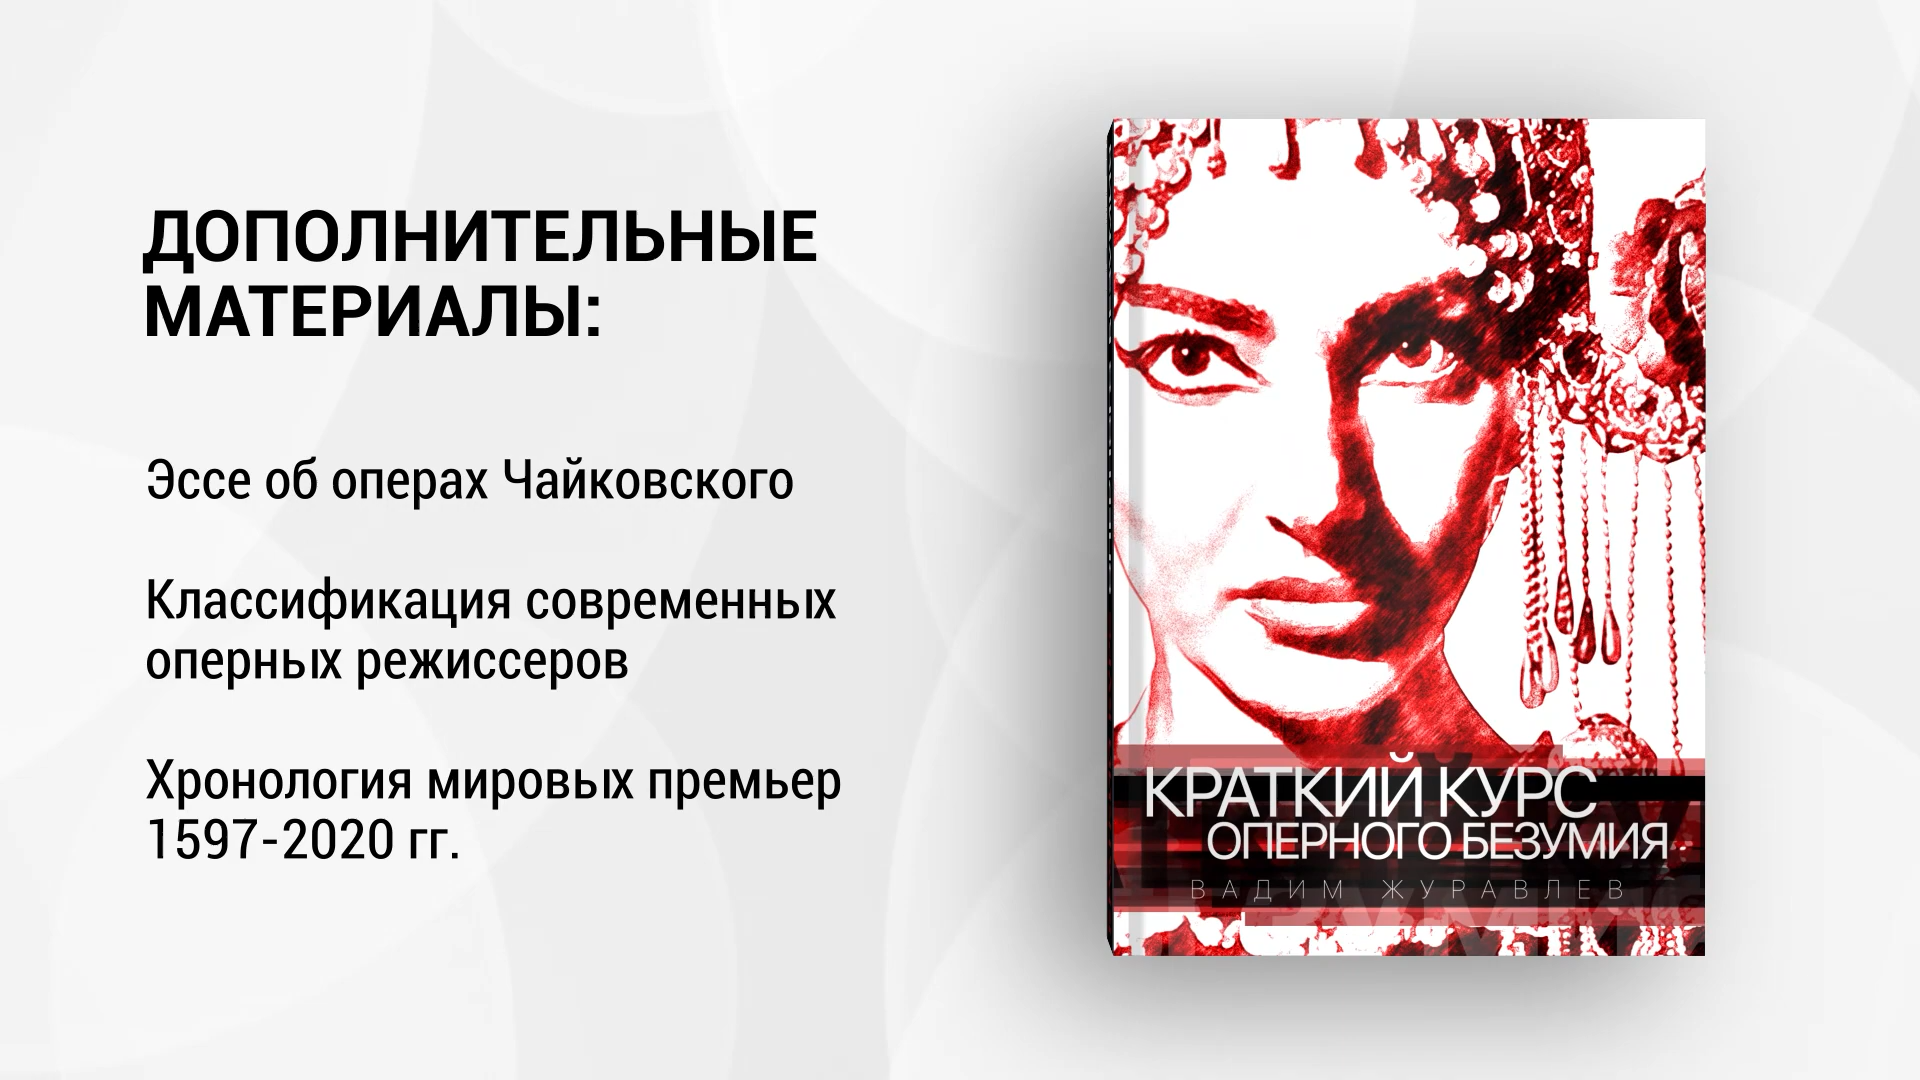 ДОПОЛНИТЕЛЬНЫЕ
МАТЕРИАЛЫ:
Эссе об операх Чайковского
Классификация современных
оперных режиссеров
Хронология мировых премьер
1597-2020 гг.
КРАТКИЙ КУРС
ОПЕРНОГО БЕЗУМИЯ
ВАДИМ ЖУРАВЛЕВ